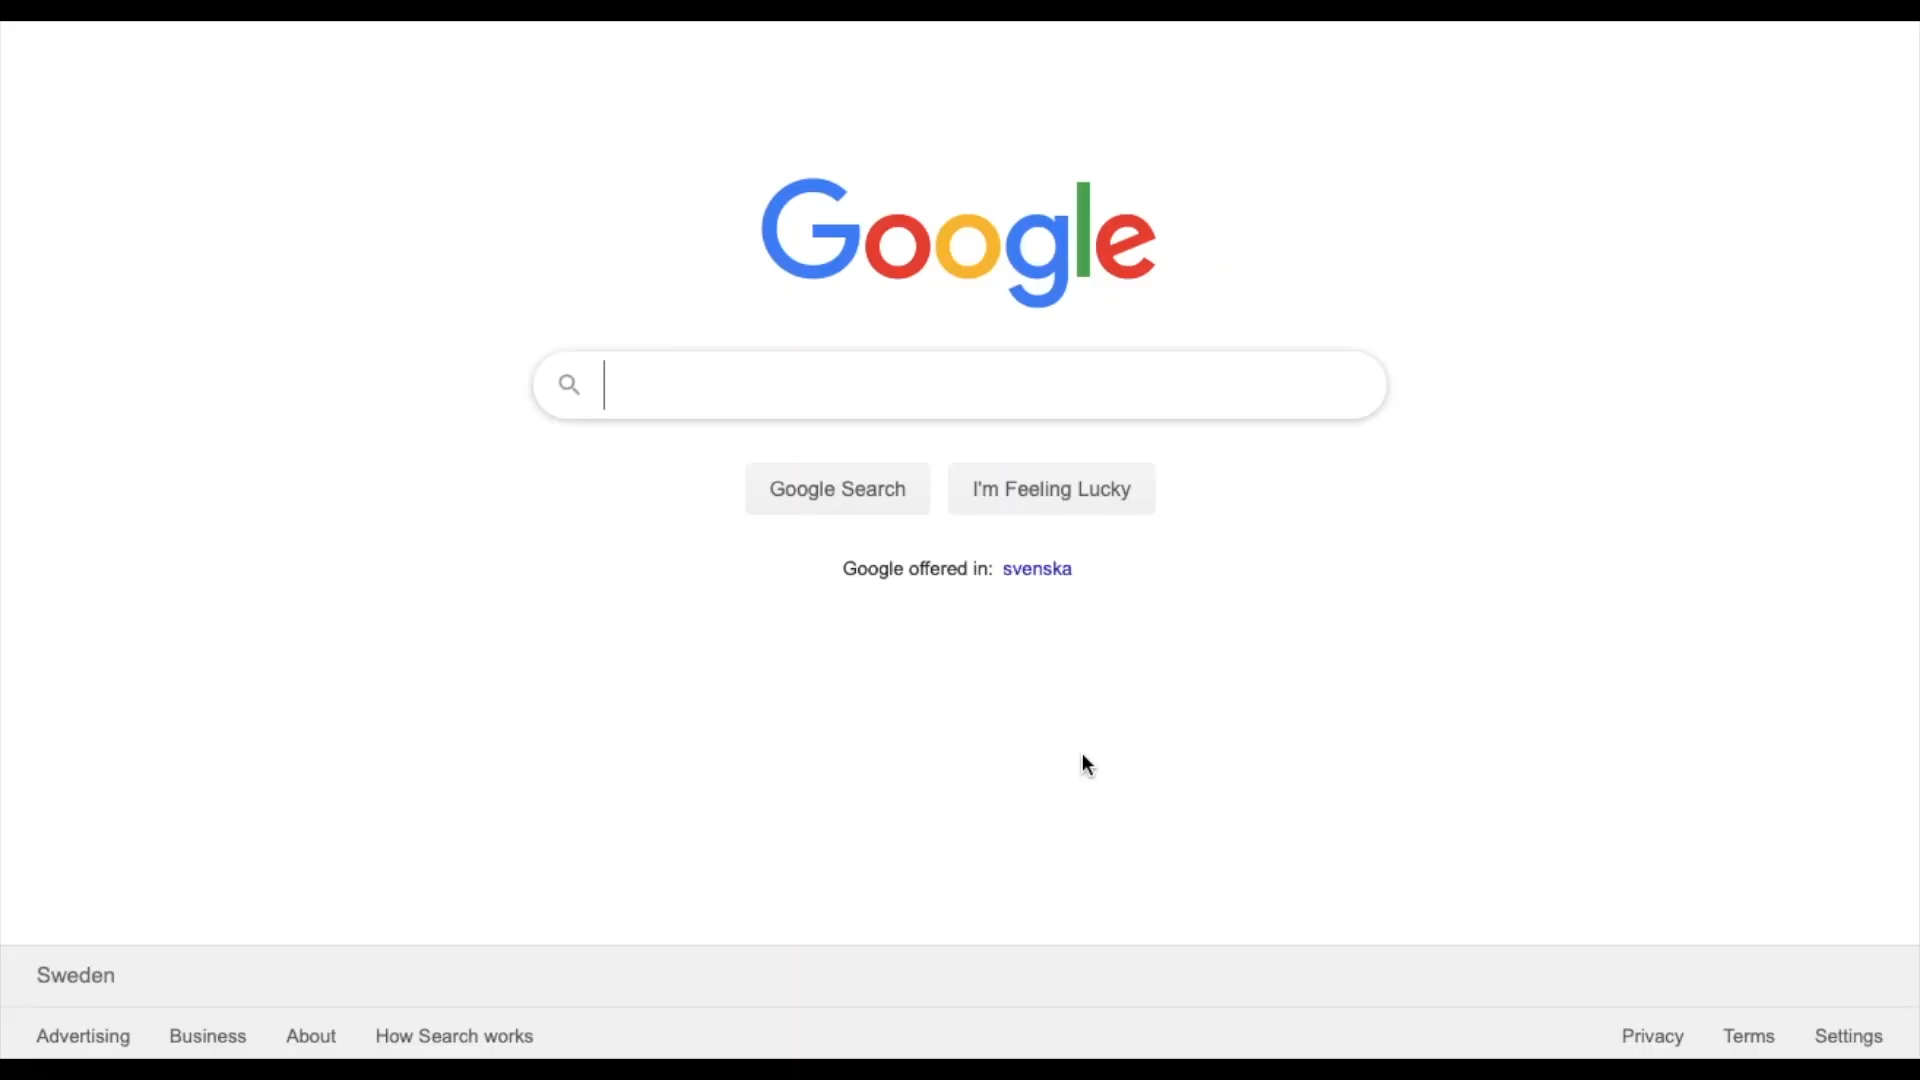 Google
Google Search
I'm Feeling Lucky
Google offered in: svenska
Sweden
Advertising Business About How Search works Privacy Terms Settings